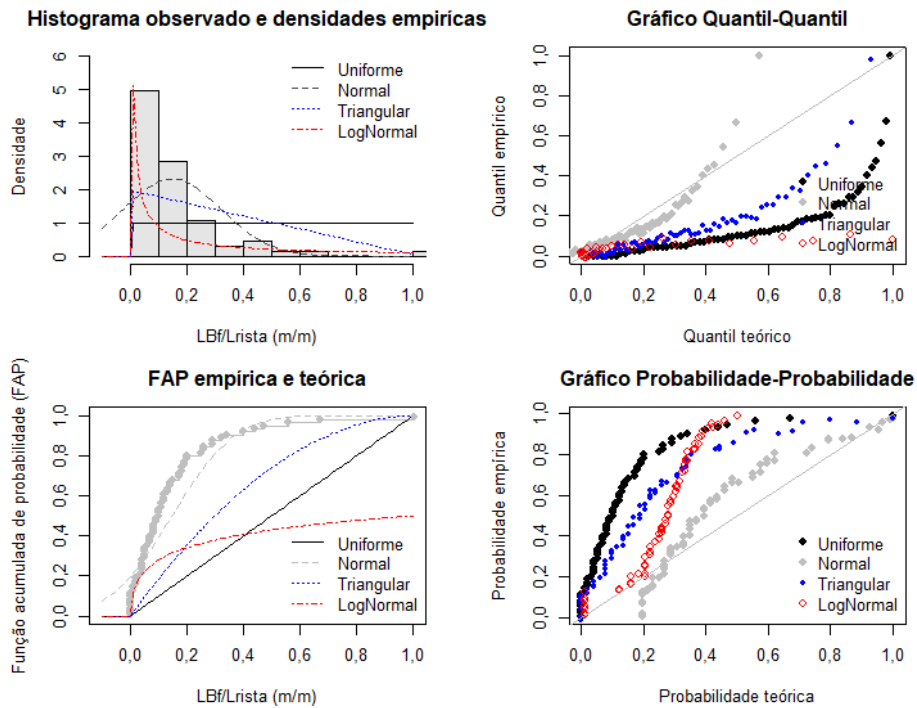 Histograma observado e densidades empirícas
Densidade
6
5
4
3
2
1
0
Uniforme
Normal
Triangular
LogNormal
0,0
0,2
0,4
0,6
0,8
1,0
LBf/Lrista (m/m)
Gráfico Quantil-Quantil
Quantil empírico
1,0
0,8
0,6
0,4
0,2
0,0
Uniforme
Normal
Triangular
LogNormal
0,0
0,2
0,4
0,6
0,8
1,0
Quantil teórico
FAP empírica e teórica
Função acumulada de probabilidade (FAP)
1,0
0,8
0,6
0,4
0,2
0,0
Uniforme
Normal
Triangular
LogNormal
0,0
0,2
0,4
0,6
0,8
1,0
LBf/Lrista (m/m)
Gráfico Probabilidade-Probabilidade
Probabilidade empírica
1,0
0,8
0,6
0,4
0,2
0,0
Uniforme
Normal
Triangular
LogNormal
0,0
0,2
0,4
0,6
0,8
1,0
Probabilidade teórica